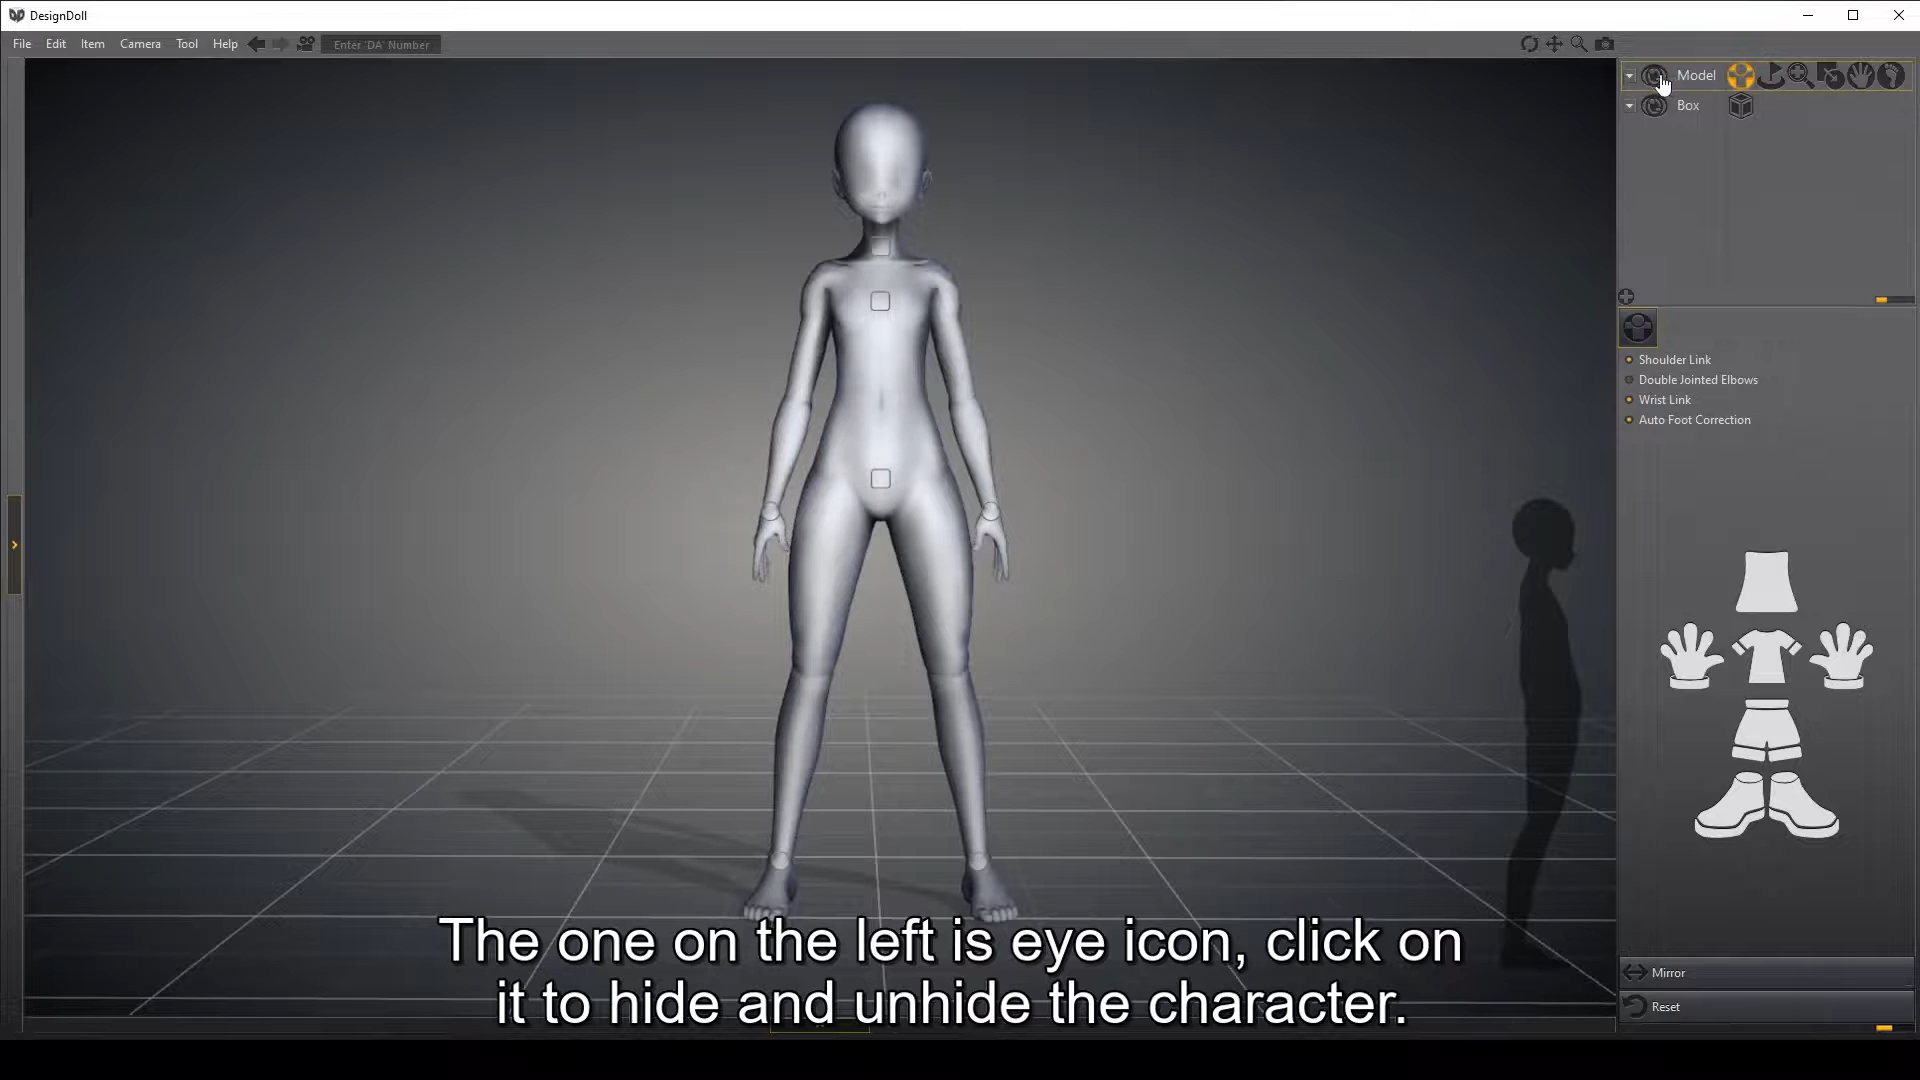 DesignDoll
File Edit Item Camera Tool Help Enter 'DA' Number
Model
Box
Shoulder Link
Double Jointed Elbows
Wrist Link
Auto Foot Correction
Mirror
Reset
The one on the left is eye icon, click on
it to hide and unhide the character.